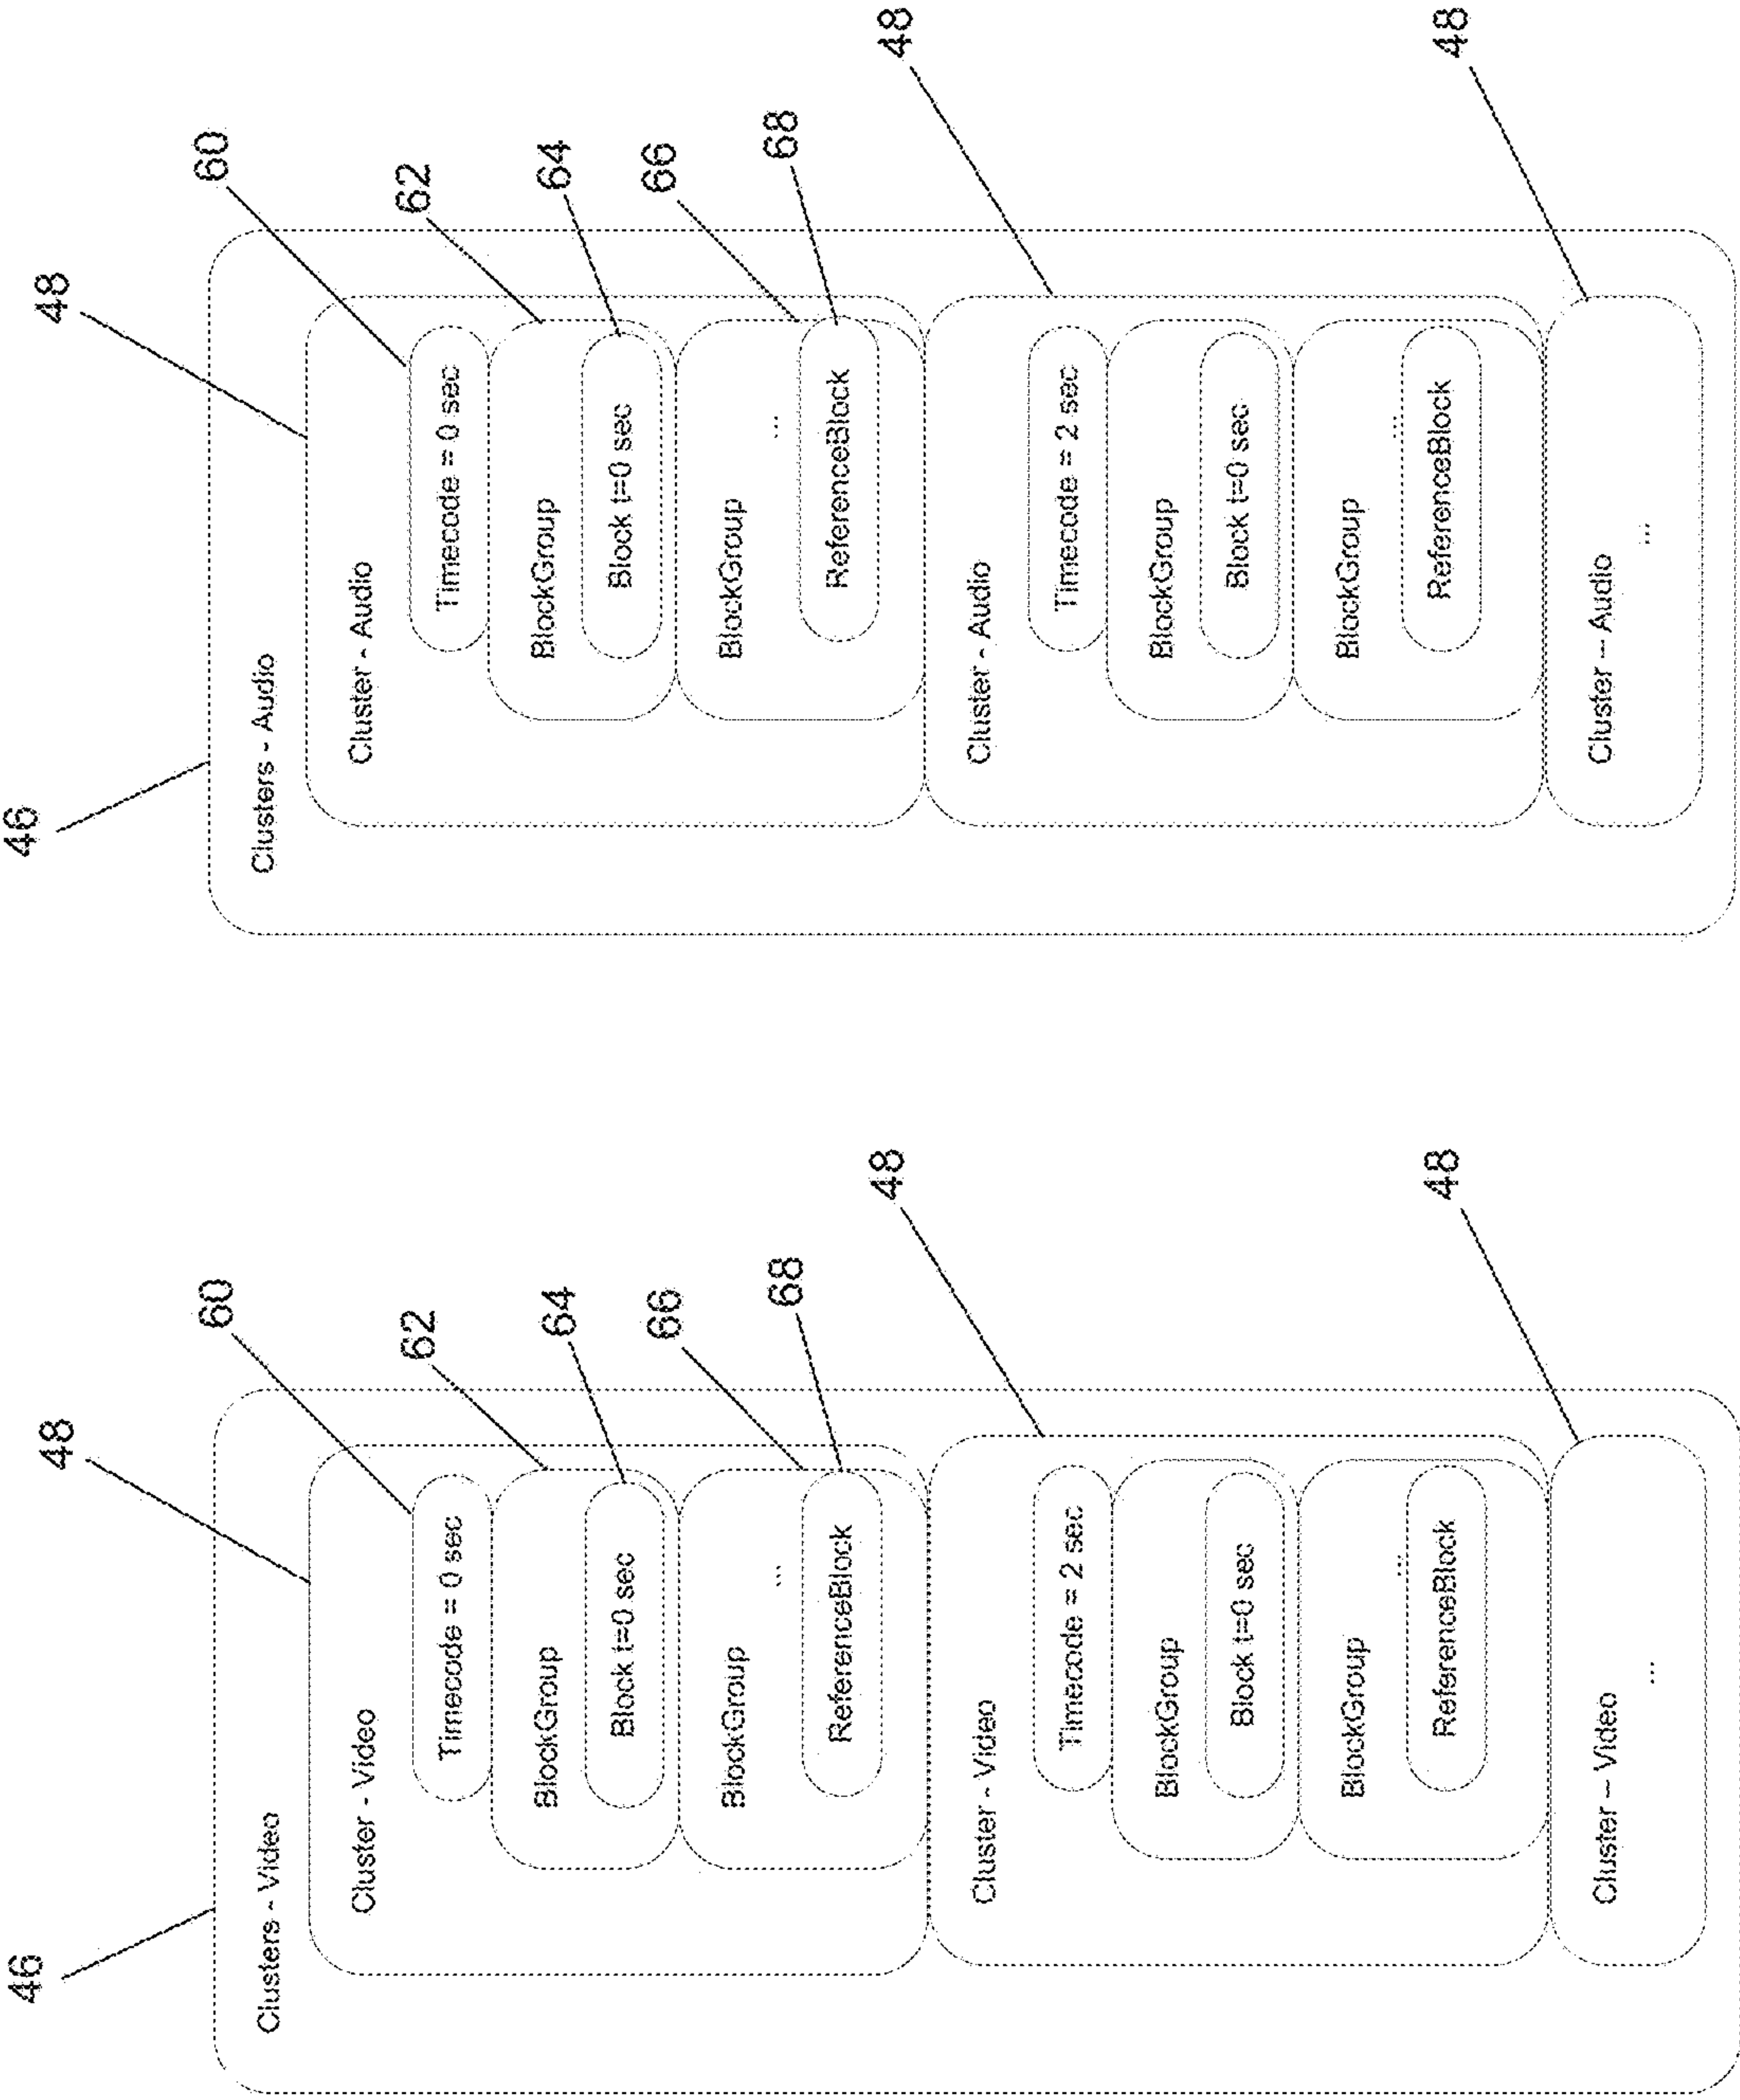 46
Clusters - Video
48
Cluster - Video
60
Timecode = 0 sec
62
BlockGroup
64
Block t=0 sec
66
BlockGroup
...
68
ReferenceBlock
48
Cluster - Video
Timecode = 2 sec
BlockGroup
Block t=0 sec
BlockGroup
...
ReferenceBlock
48
Cluster – Video
...
46
Clusters - Audio
48
Cluster - Audio
60
Timecode = 0 sec
62
BlockGroup
64
Block t=0 sec
66
BlockGroup
...
68
ReferenceBlock
48
Cluster - Audio
Timecode = 2 sec
BlockGroup
Block t=0 sec
BlockGroup
...
ReferenceBlock
48
Cluster – Audio
...